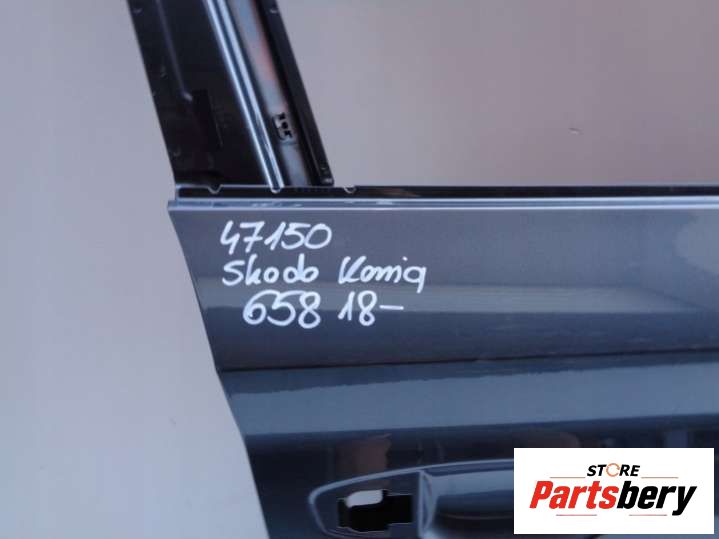 47150
Skoda Kamiq
658 18-
STORE
Partsbery